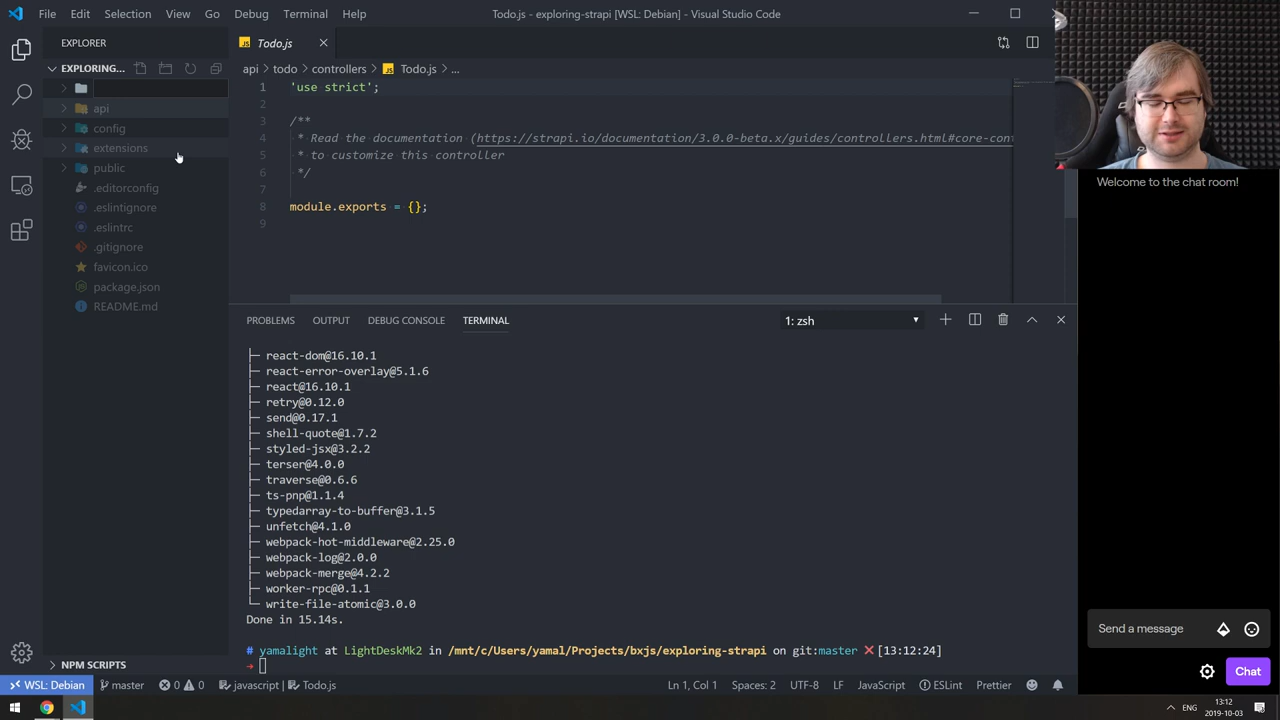 File Edit Selection View Go Debug Terminal Help
Todo.js - exploring-strapi [WSL: Debian] - Visual Studio Code
EXPLORER
EXPLORING...
api
config
extensions
public
.editorconfig
.eslintignore
.eslintrc
.gitignore
favicon.ico
package.json
README.md
NPM SCRIPTS
JS Todo.js
api > todo > controllers > JS Todo.js > ...
1 'use strict';
2
3 /**
4 * Read the documentation (https://strapi.io/documentation/3.0.0-beta.x/guides/controllers.html#core-cont
5 * to customize this controller
6 */
7
8 module.exports = {};
9
PROBLEMS OUTPUT DEBUG CONSOLE TERMINAL
1: zsh
├─ react-dom@16.10.1
├─ react-error-overlay@5.1.6
├─ react@16.10.1
├─ retry@0.12.0
├─ send@0.17.1
├─ shell-quote@1.7.2
├─ styled-jsx@3.2.2
├─ terser@4.0.0
├─ traverse@0.6.6
├─ ts-pnp@1.1.4
├─ typedarray-to-buffer@3.1.5
├─ unfetch@4.1.0
├─ webpack-hot-middleware@2.25.0
├─ webpack-log@2.0.0
├─ webpack-merge@4.2.2
├─ worker-rpc@0.1.1
└─ write-file-atomic@3.0.0
Done in 15.14s.
# yamalight at LightDeskMk2 in /mnt/c/Users/yamal/Projects/bxjs/exploring-strapi on git:master ✗ [13:12:24]
→
Welcome to the chat room!
Send a message
Chat
WSL: Debian master 0 0 javascript | Todo.js Ln 1, Col 1 Spaces: 2 UTF-8 LF JavaScript ESLint Prettier
ENG
13:12
2019-10-03